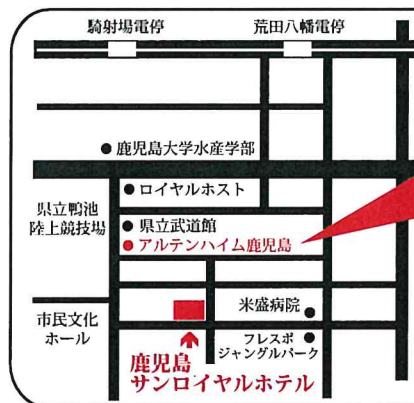 騎射場電停
荒田八幡電停
鹿児島大学水産学部
ロイヤルホスト
県立鴨池
陸上競技場
県立武道館
アルテンハイム鹿児島
米盛病院
市民文化
ホール
フレスポ
ジャングルパーク
鹿児島
サンロイヤルホテル